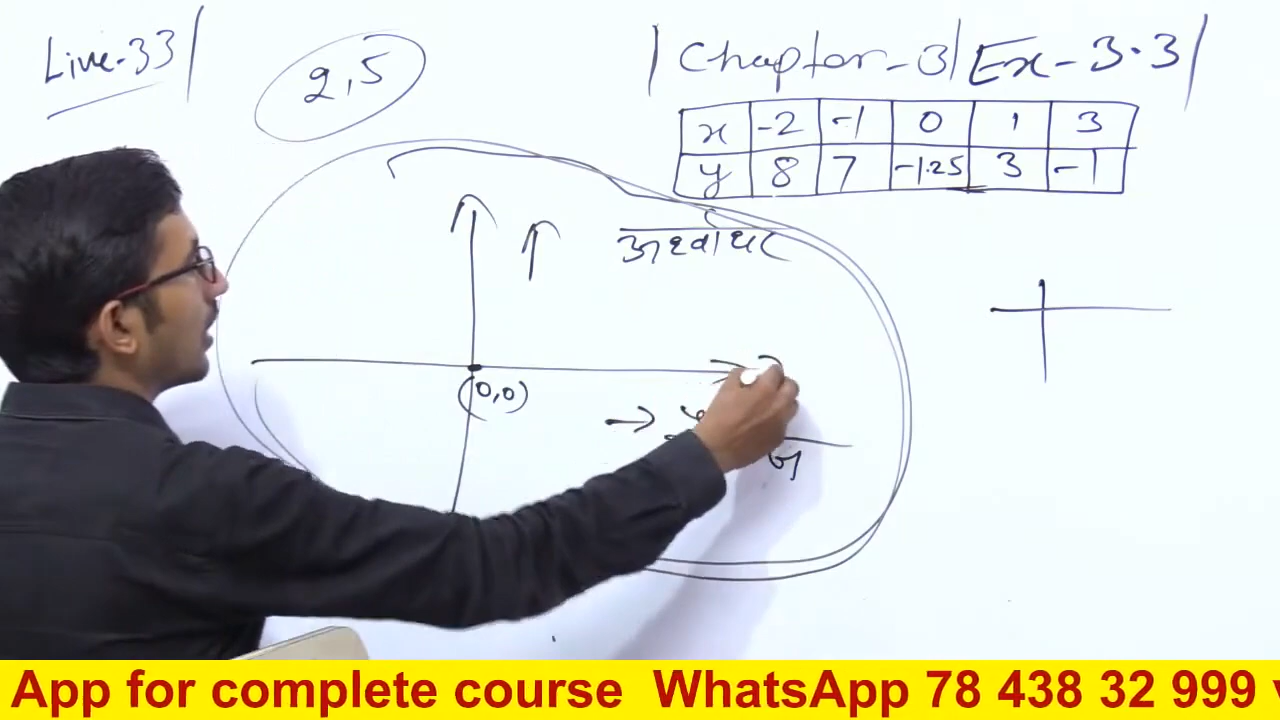 Live-33
2,5
Chapter-3 Ex-3.3
x -2 -1 0 1 3
y 8 7 -1.25 3 -1
(0,0)
App for complete course WhatsApp 78 438 32 999